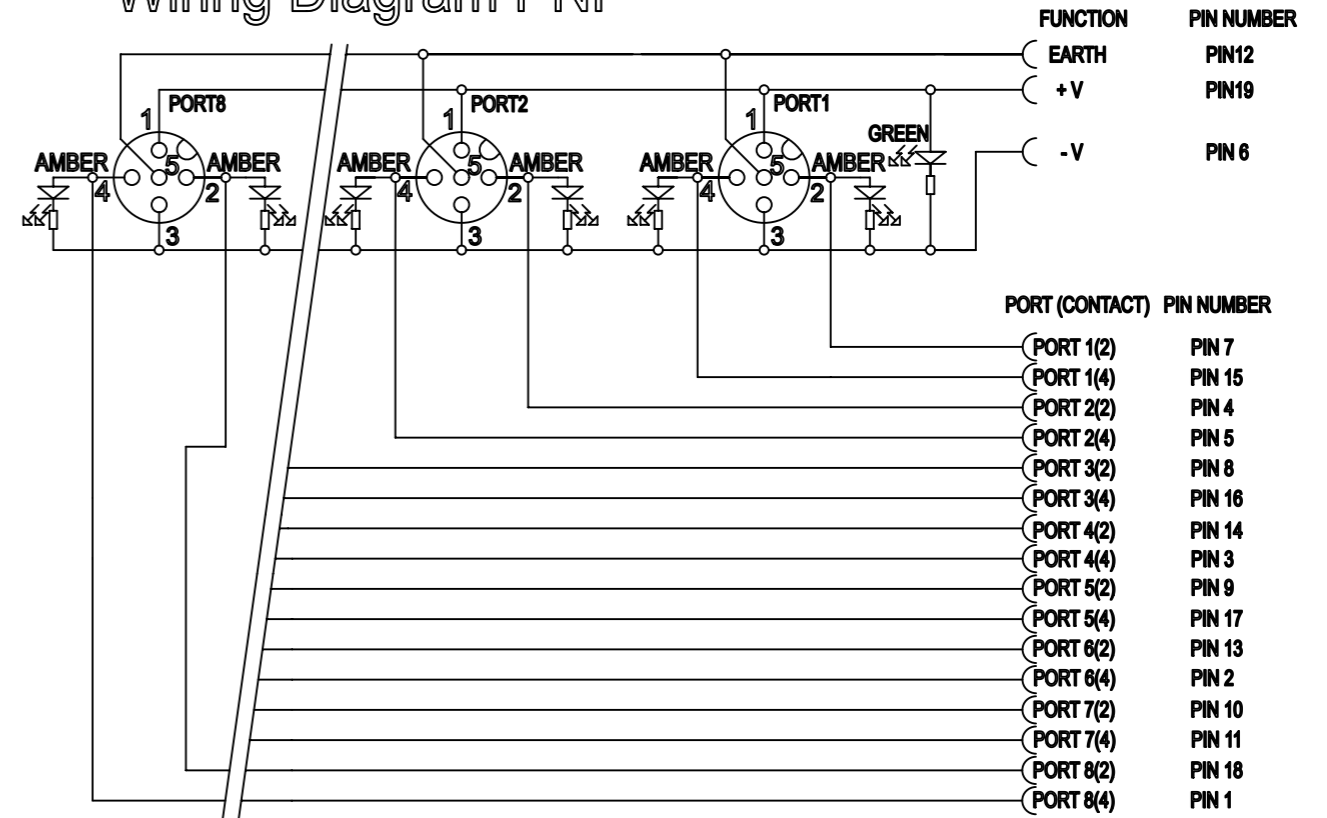 Wiring Diagram PNP
FUNCTION PIN NUMBER
EARTH PIN12
+ V PIN19
- V PIN 6
PORT8 PORT2 PORT1
1 1 1
GREEN
AMBER 5 AMBER AMBER 5 AMBER AMBER 5 AMBER
4 2 4 2 4 2
3 3 3
PORT (CONTACT) PIN NUMBER
PORT 1(2) PIN 7
PORT 1(4) PIN 15
PORT 2(2) PIN 4
PORT 2(4) PIN 5
PORT 3(2) PIN 8
PORT 3(4) PIN 16
PORT 4(2) PIN 14
PORT 4(4) PIN 3
PORT 5(2) PIN 9
PORT 5(4) PIN 17
PORT 6(2) PIN 13
PORT 6(4) PIN 2
PORT 7(2) PIN 10
PORT 7(4) PIN 11
PORT 8(2) PIN 18
PORT 8(4) PIN 1